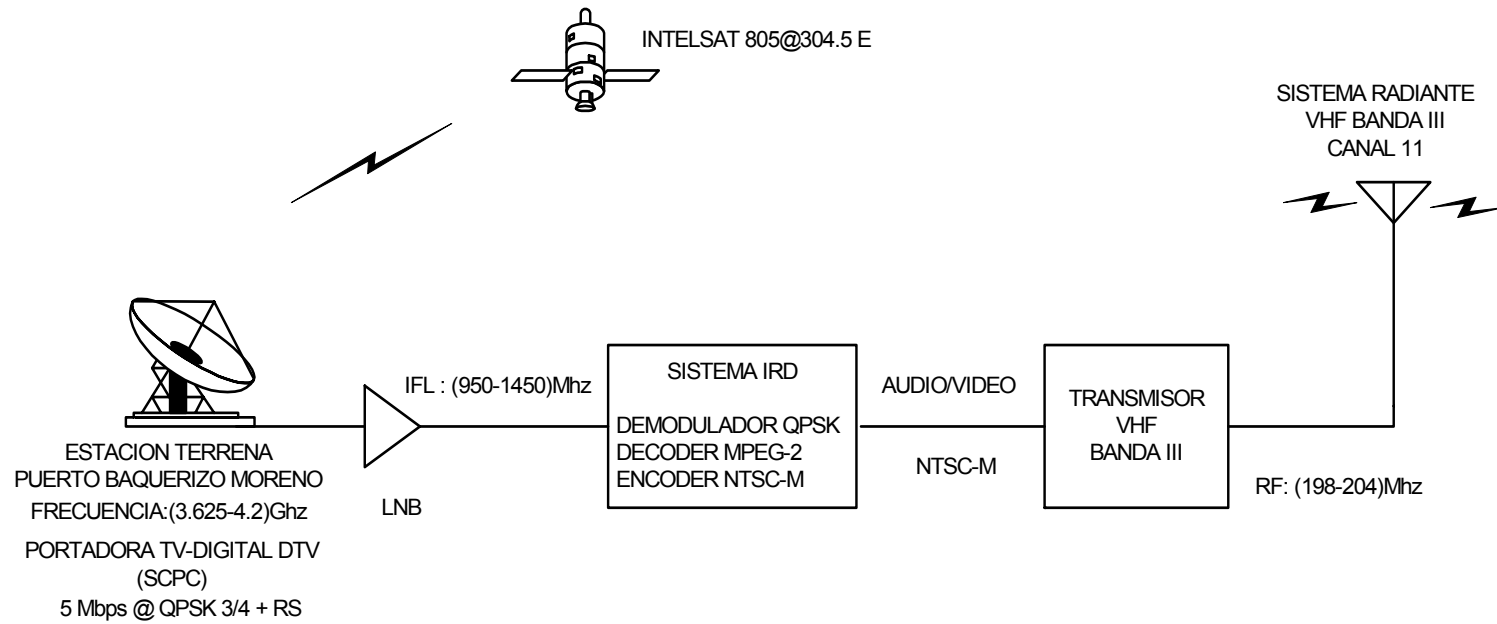 INTELSAT 805@304.5 E
SISTEMA RADIANTE
VHF BANDA III
CANAL 11
ESTACION TERRENA
PUERTO BAQUERIZO MORENO
FRECUENCIA:(3.625-4.2)Ghz
PORTADORA TV-DIGITAL DTV
(SCPC)
5 Mbps @ QPSK 3/4 + RS
LNB
IFL : (950-1450)Mhz
SISTEMA IRD
DEMODULADOR QPSK
DECODER MPEG-2
ENCODER NTSC-M
AUDIO/VIDEO
NTSC-M
TRANSMISOR
VHF
BANDA III
RF: (198-204)Mhz